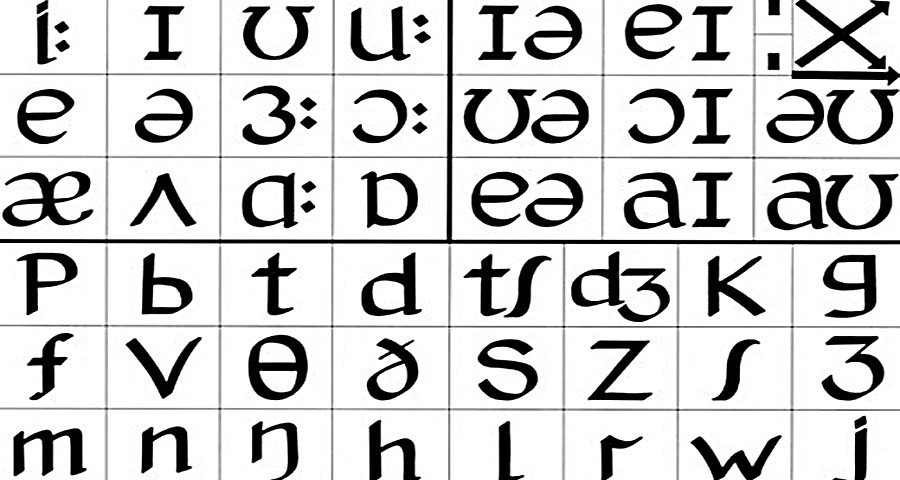 iː ɪ ʊ uː ɪə eɪ
e ə ɜː ɔː ʊə ɔɪ əʊ
æ ʌ ɑː ɒ eə aɪ aʊ
p b t d tʃ dʒ k g
f v θ ð s z ʃ ʒ
m n ŋ h l r w j